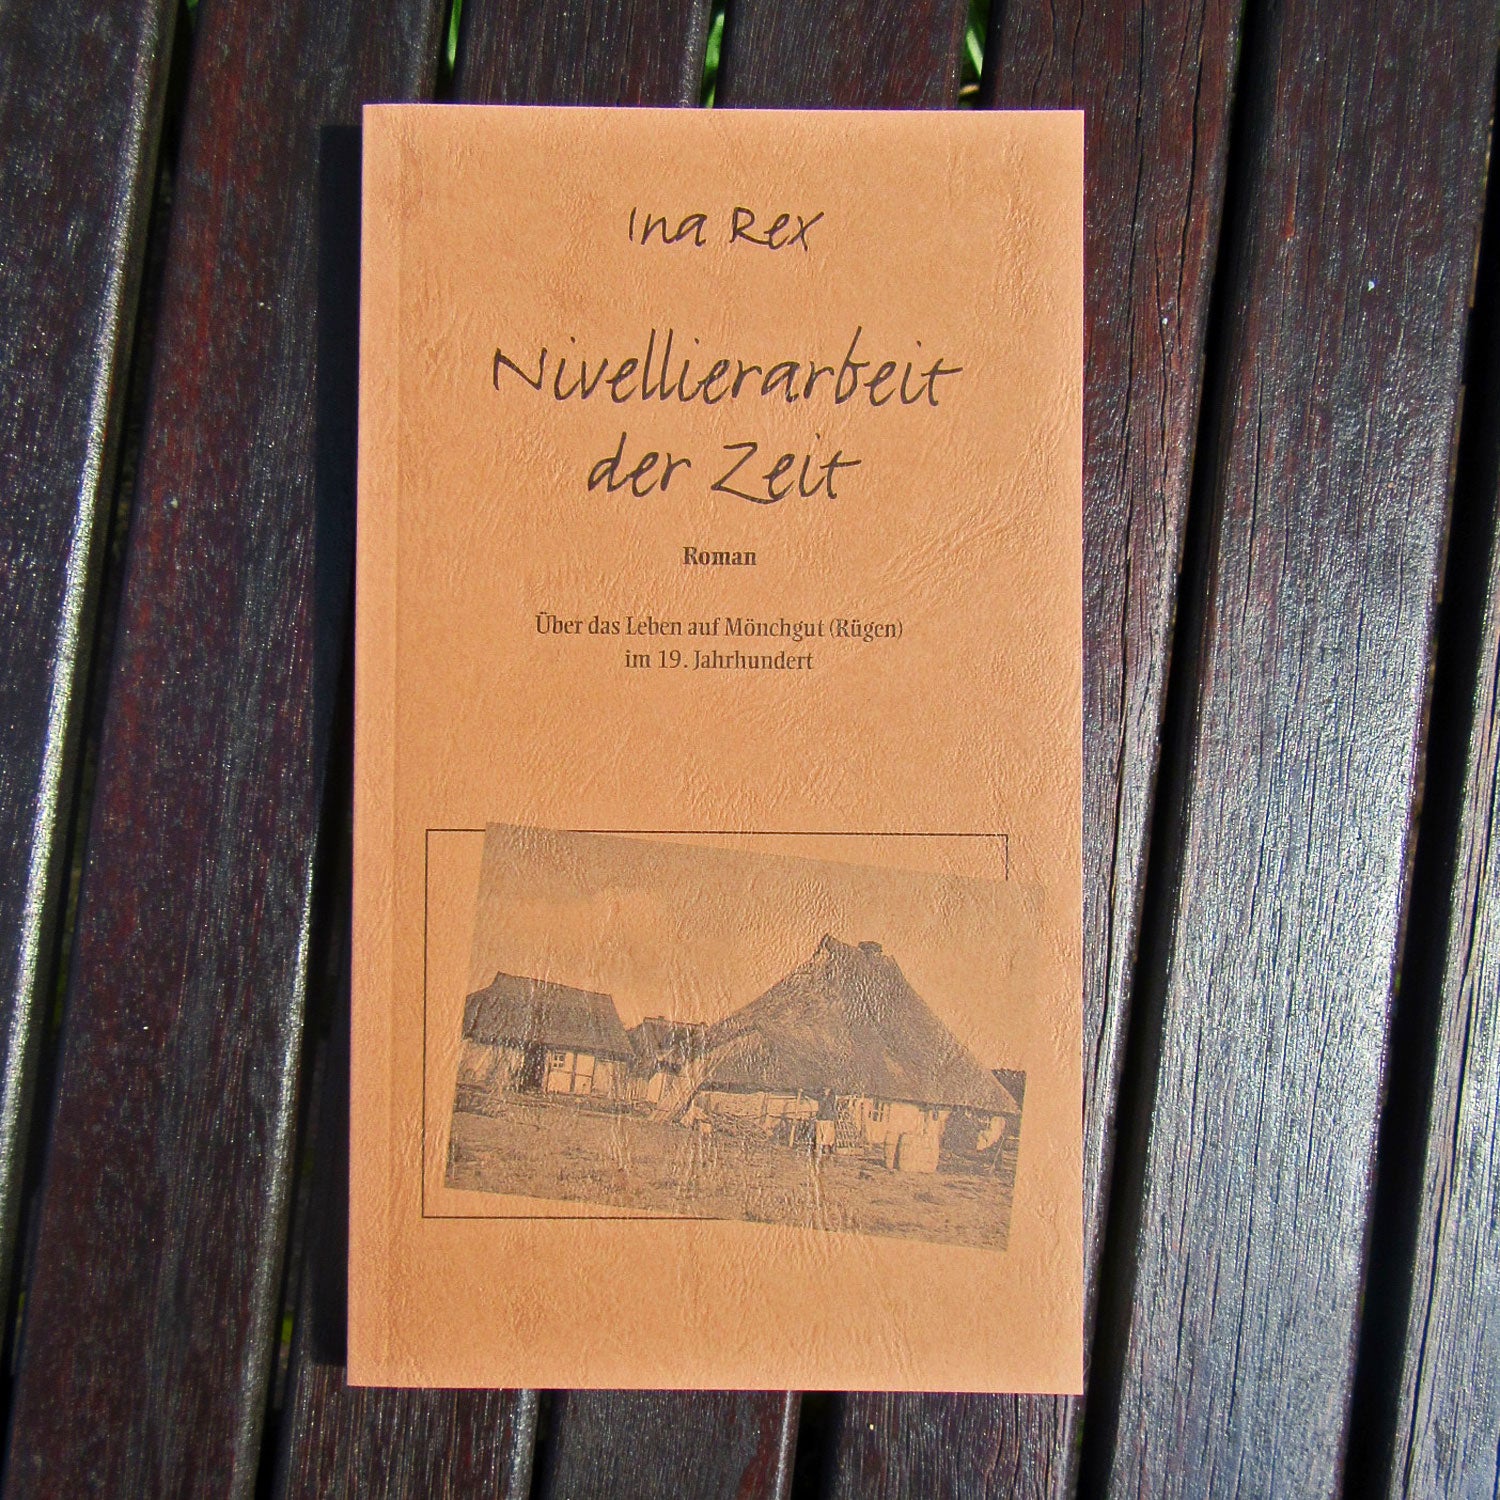 Ina Rex
Nivellierarbeit
der Zeit
Roman
Über das Leben auf Mönchgut (Rügen)
im 19. Jahrhundert